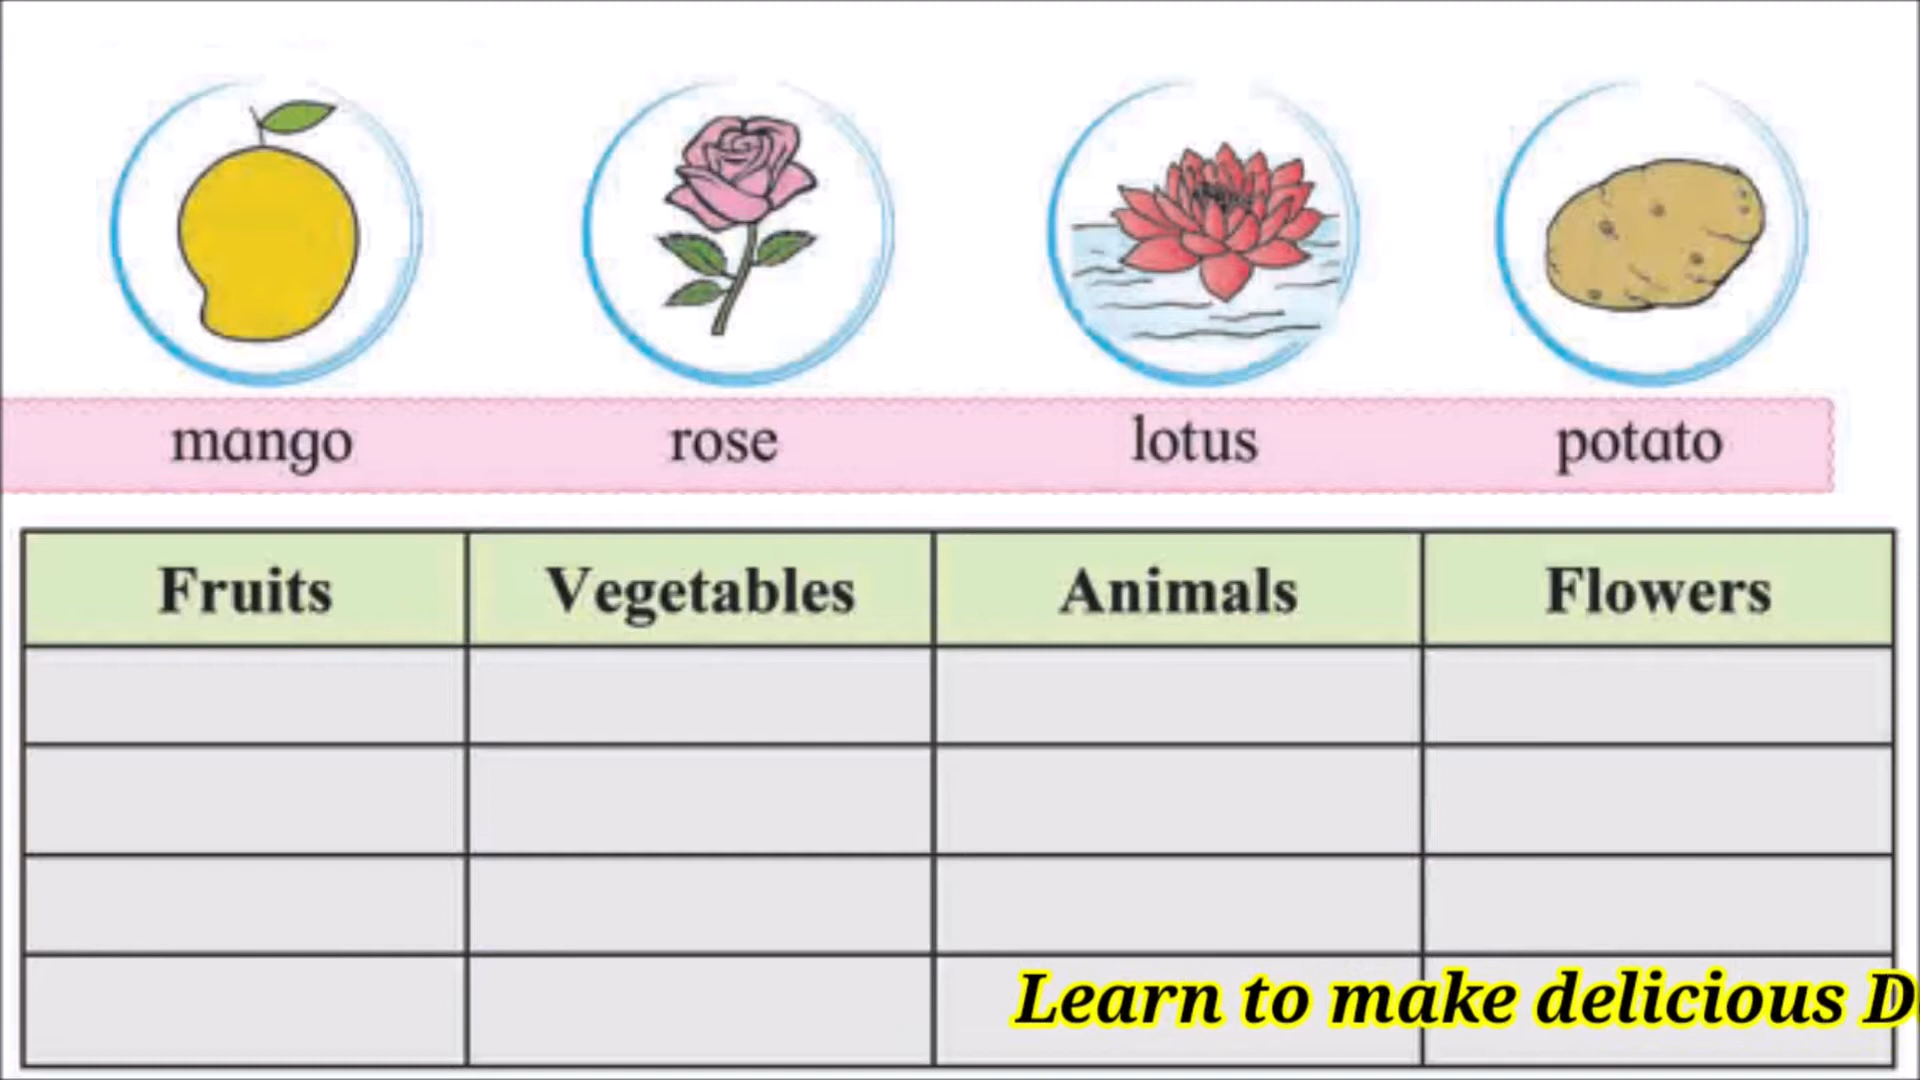 mango rose lotus potato
Fruits Vegetables Animals Flowers
Learn to make delicious